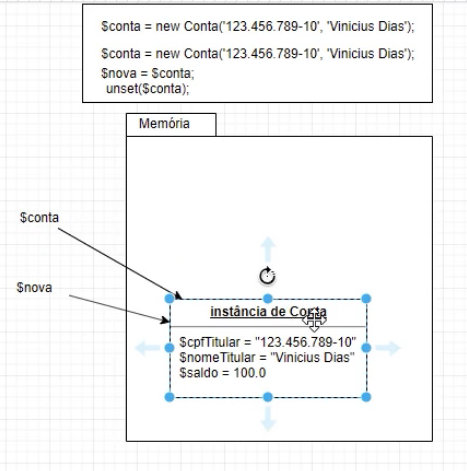 $conta = new Conta('123.456.789-10', 'Vinicius Dias');
$conta = new Conta('123.456.789-10', 'Vinicius Dias');
$nova = $conta;
unset($conta);
Memória
$conta
$nova
instância de Conta
$cpfTitular = "123.456.789-10"
$nomeTitular = "Vinicius Dias"
$saldo = 100.0